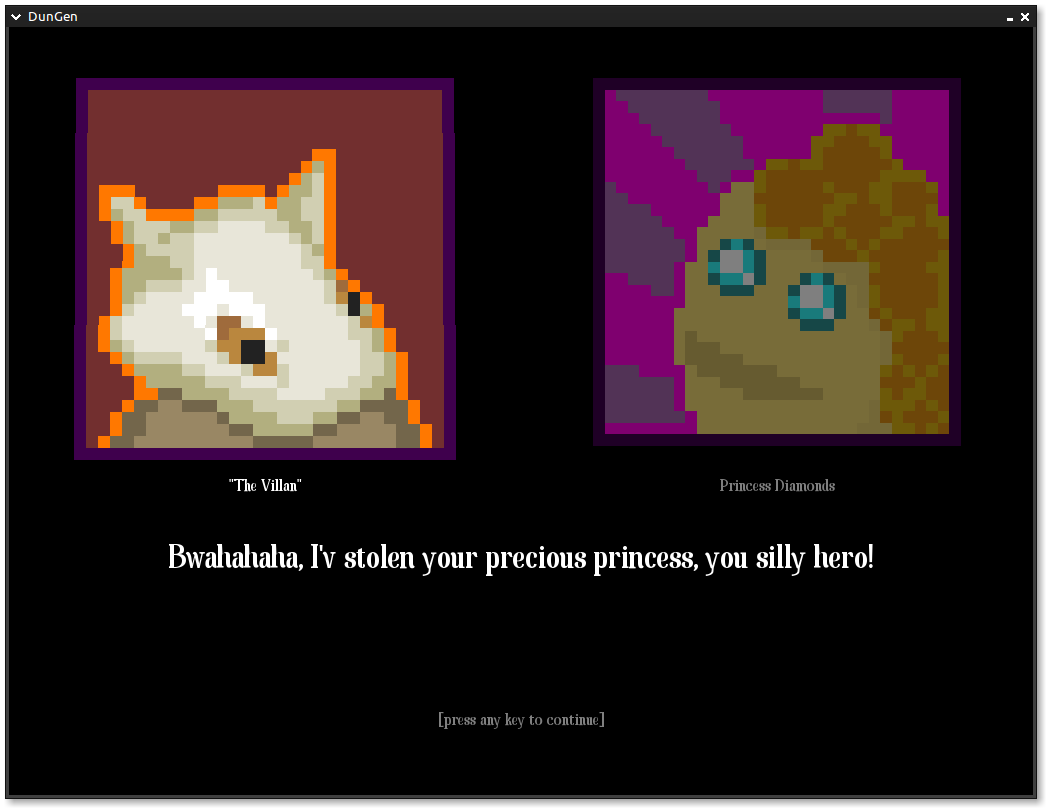 DunGen
"The Villan"
Princess Diamonds
Bwahahaha, I'v stolen your precious princess, you silly hero!
[press any key to continue]